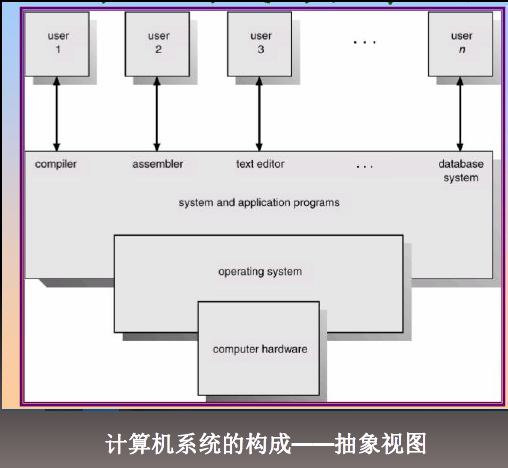 user
1
user
2
user
3
. . .
user
n
compiler
assembler
text editor
. . .
database
system
system and application programs
operating system
computer hardware
计算机系统的构成——抽象视图